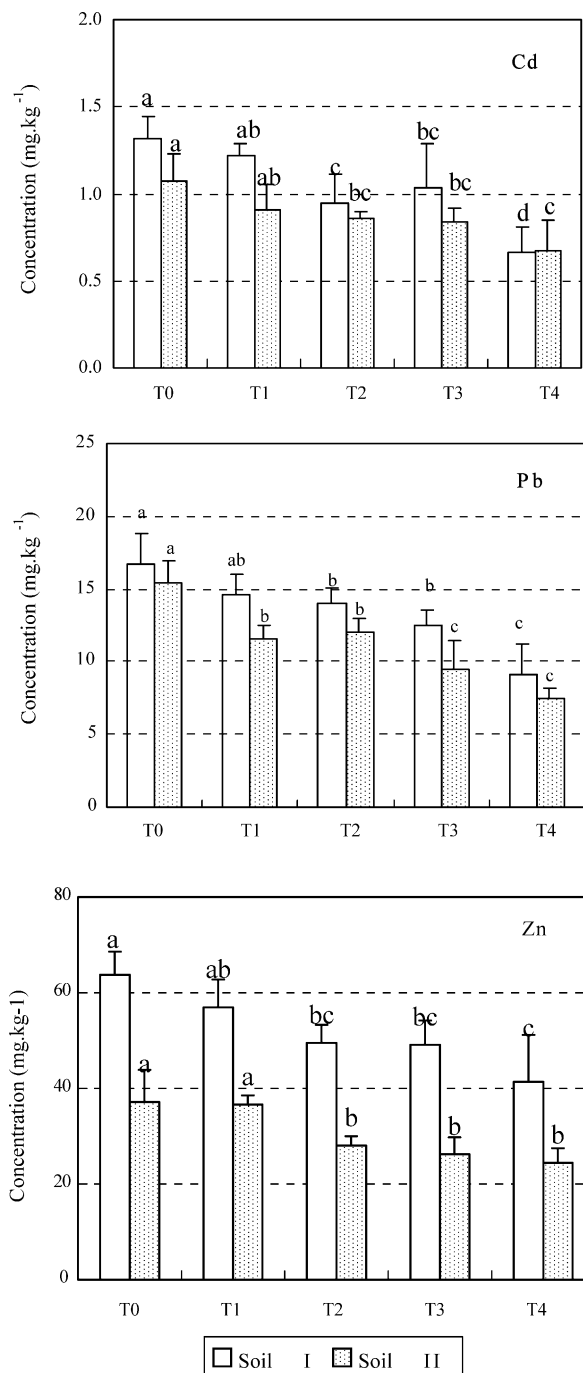 2.0
Cd
Concentration (mg.kg -1)
a
1.5
ab
a
bc
ab
c
bc
bc
1.0
d
c
0.5
0.0
T0 T1 T2 T3 T4
25
Pb
Concentration (mg.kg -1)
20
a
a
ab
b
b
15
b
b
c
c
10
c
5
0
T0 T1 T2 T3 T4
80
Zn
Concentration (mg.kg-1)
a
ab
bc
bc
60
c
a
a
40
b
b
b
20
0
T0 T1 T2 T3 T4
Soil I Soil II